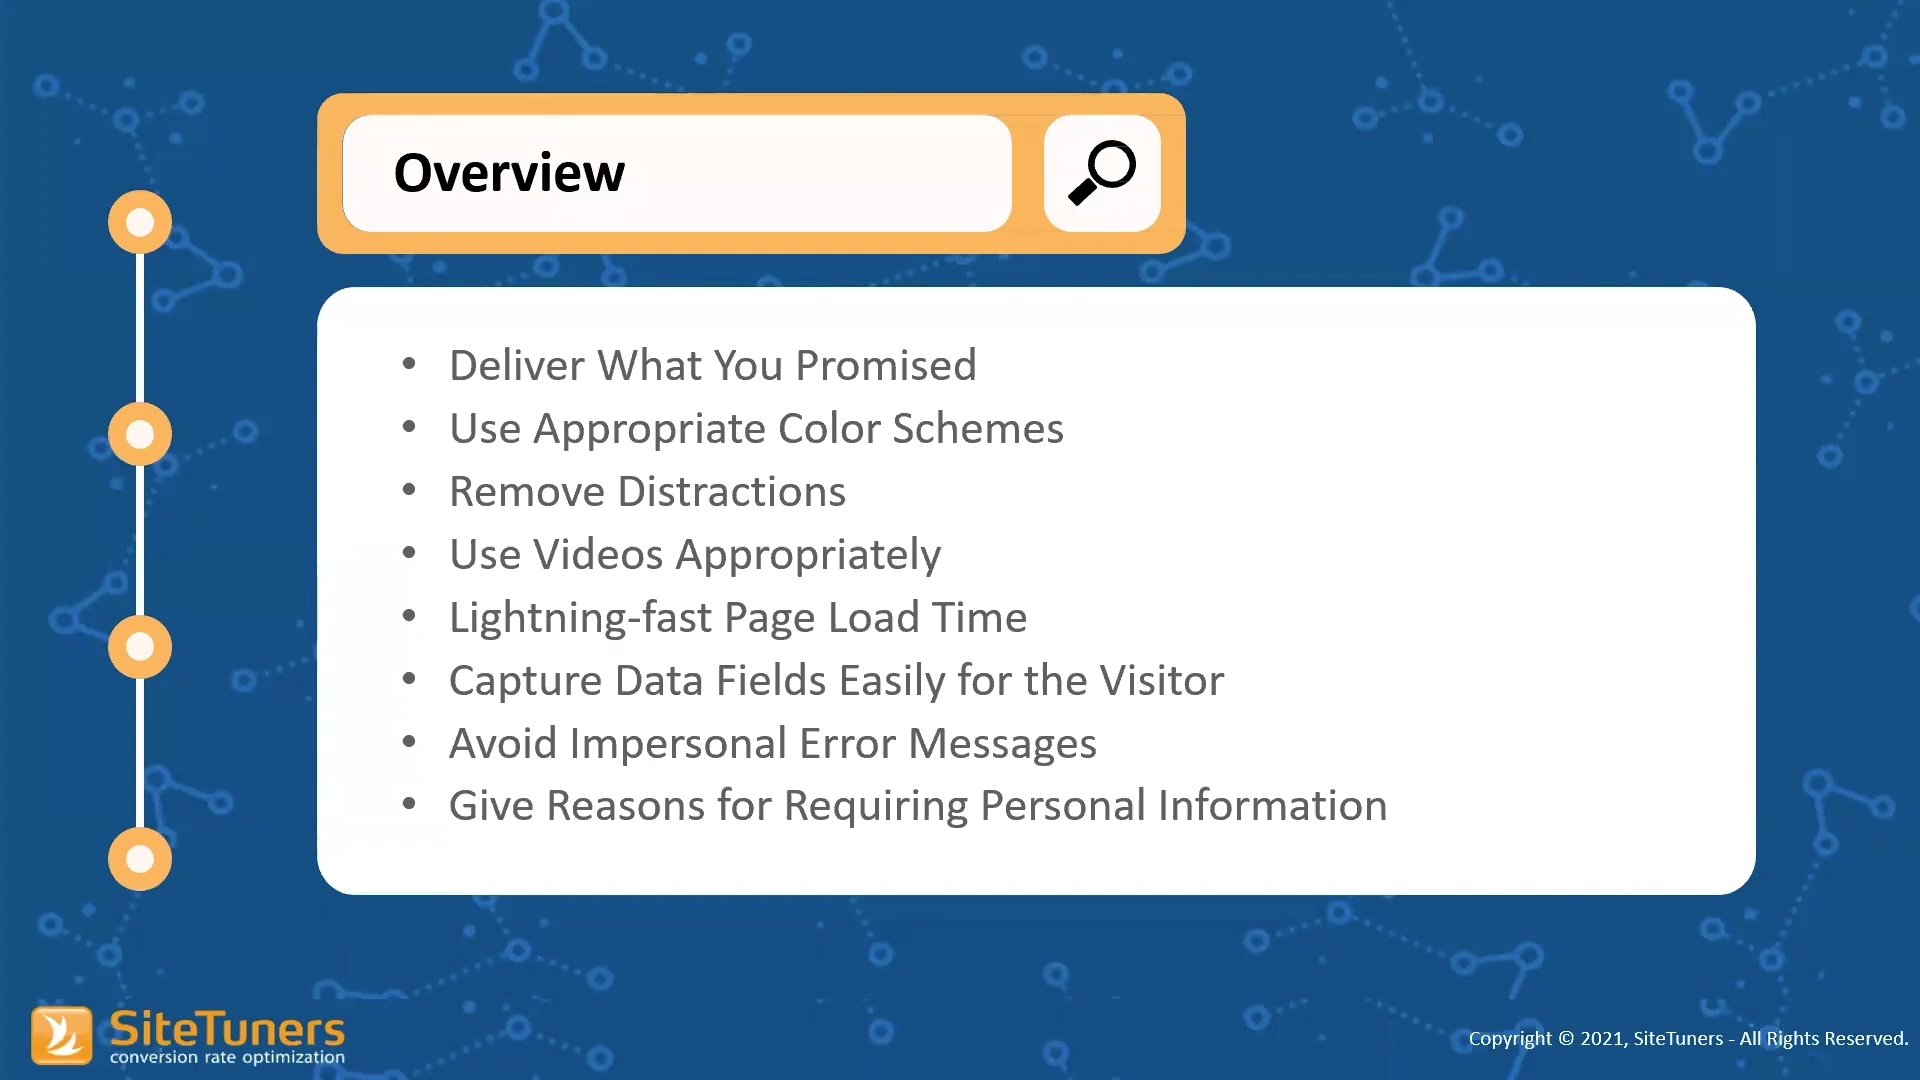 Overview
• Deliver What You Promised
• Use Appropriate Color Schemes
• Remove Distractions
• Use Videos Appropriately
• Lightning-fast Page Load Time
• Capture Data Fields Easily for the Visitor
• Avoid Impersonal Error Messages
• Give Reasons for Requiring Personal Information
SiteTuners
conversion rate optimization
Copyright © 2021, SiteTuners - All Rights Reserved.